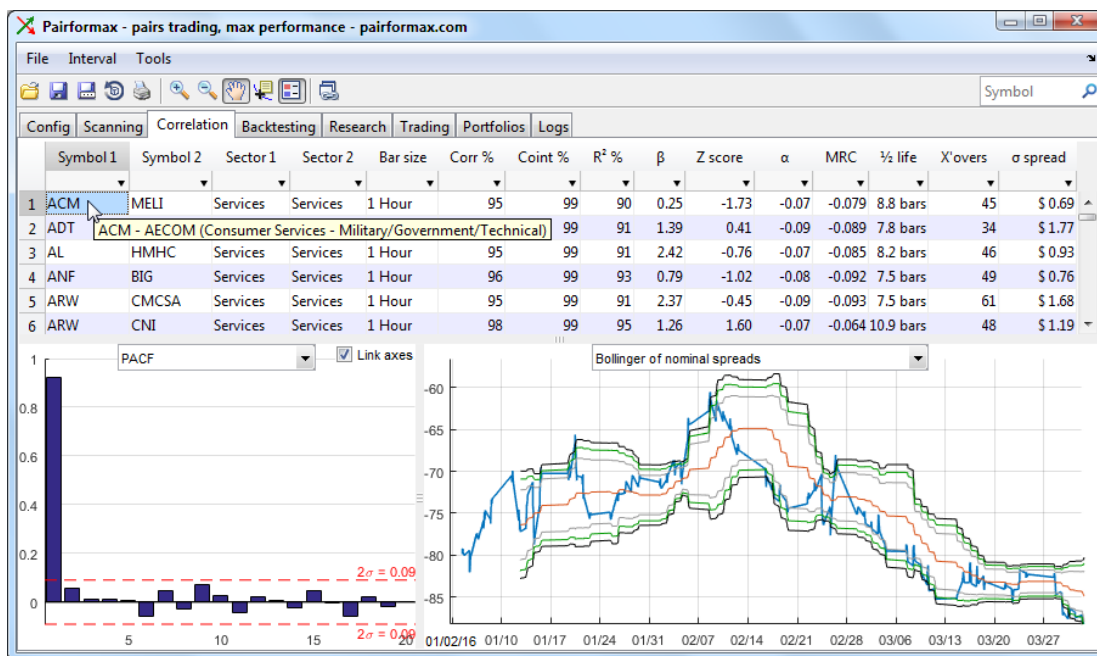 Pairformax - pairs trading, max performance - pairformax.com
File Interval Tools
Symbol
Config Scanning Correlation Backtesting Research Trading Portfolios Logs
Symbol 1 Symbol 2 Sector 1 Sector 2 Bar size Corr % Coint % R² % β Z score α MRC ½ life X'overs σ spread
1 ACM MELI Services Services 1 Hour 95 99 90 0.25 -1.73 -0.07 -0.079 8.8 bars 45 $ 0.69
2 ADT 99 91 1.39 0.41 -0.09 -0.089 7.8 bars 34 $ 1.77
ACM - AECOM (Consumer Services - Military/Government/Technical)
3 AL HMHC Services Services 1 Hour 95 99 91 2.42 -0.76 -0.07 -0.085 8.2 bars 46 $ 0.93
4 ANF BIG Services Services 1 Hour 96 99 93 0.79 -1.02 -0.08 -0.092 7.5 bars 49 $ 0.76
5 ARW CMCSA Services Services 1 Hour 95 99 91 2.37 -0.45 -0.09 -0.093 7.5 bars 61 $ 1.68
6 ARW CNI Services Services 1 Hour 98 99 95 1.26 1.60 -0.07 -0.064 10.9 bars 48 $ 1.19
PACF Link axes
1
0.8
0.6
0.4
0.2
0
2σ = 0.09
2σ = 0.09
5 10 15 20
Bollinger of nominal spreads
-60
-65
-70
-75
-80
-85
01/02/16 01/10 01/17 01/24 01/31 02/07 02/14 02/21 02/28 03/06 03/13 03/20 03/27